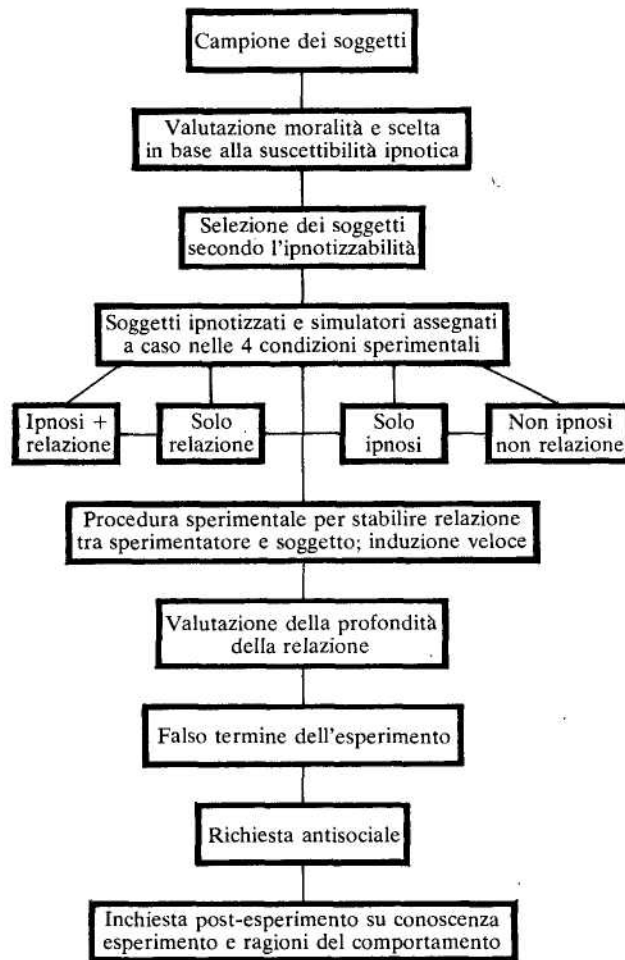 Campione dei soggetti
Valutazione moralità e scelta
in base alla suscettibilità ipnotica
Selezione dei soggetti
secondo l'ipnotizzabilità
Soggetti ipnotizzati e simulatori assegnati
a caso nelle 4 condizioni sperimentali
Ipnosi +
relazione
Solo
relazione
Solo
ipnosi
Non ipnosi
non relazione
Procedura sperimentale per stabilire relazione
tra sperimentatore e soggetto; induzione veloce
Valutazione della profondità
della relazione
Falso termine dell'esperimento
Richiesta antisociale
Inchiesta post-esperimento su conoscenza
esperimento e ragioni del comportamento